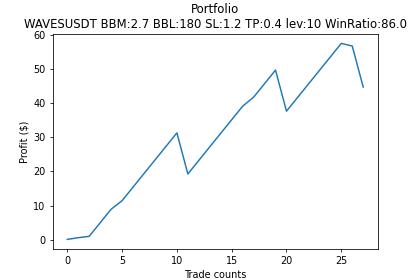 Portfolio
WAVESUSDT BBM:2.7 BBL:180 SL:1.2 TP:0.4 lev:10 WinRatio:86.0
60
50
40
30
20
10
0
Profit ($)
0 5 10 15 20 25
Trade counts